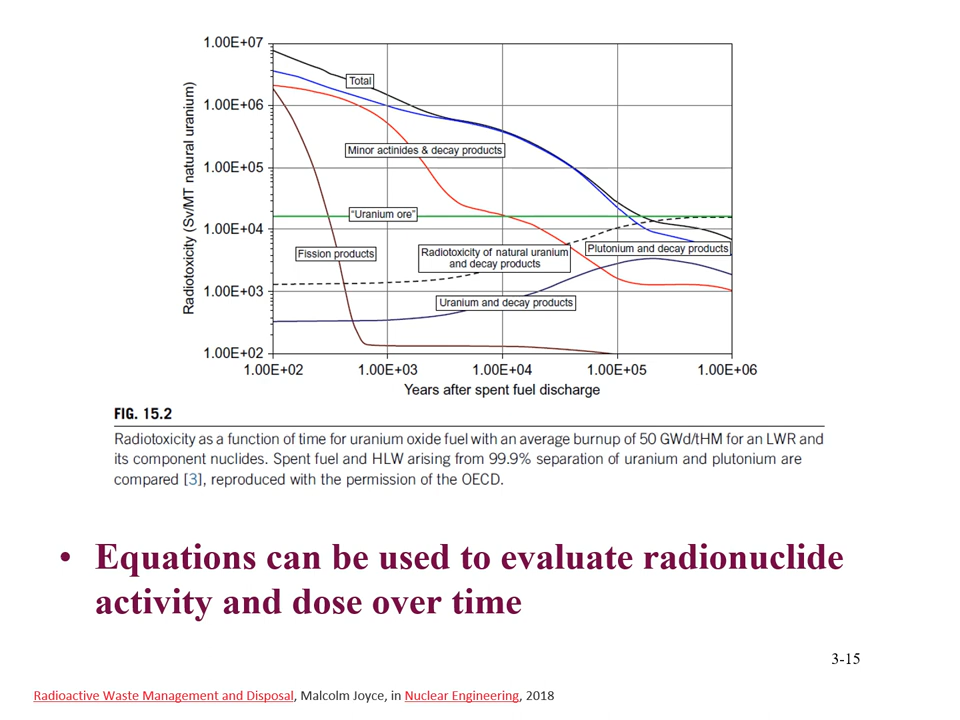 1.00E+07
Total
1.00E+06
Minor actinides & decay products
1.00E+05
"Uranium ore"
1.00E+04
Fission products
Radiotoxicity of natural uranium
and decay products
Plutonium and decay products
1.00E+03
Uranium and decay products
1.00E+02
Radiotoxicity (Sv/MT natural uranium)
1.00E+02 1.00E+03 1.00E+04 1.00E+05 1.00E+06
Years after spent fuel discharge
FIG. 15.2
Radiotoxicity as a function of time for uranium oxide fuel with an average burnup of 50 GWd/tHM for an LWR and
its component nuclides. Spent fuel and HLW arising from 99.9% separation of uranium and plutonium are
compared [3], reproduced with the permission of the OECD.
• Equations can be used to evaluate radionuclide
activity and dose over time
3-15
Radioactive Waste Management and Disposal, Malcolm Joyce, in Nuclear Engineering, 2018